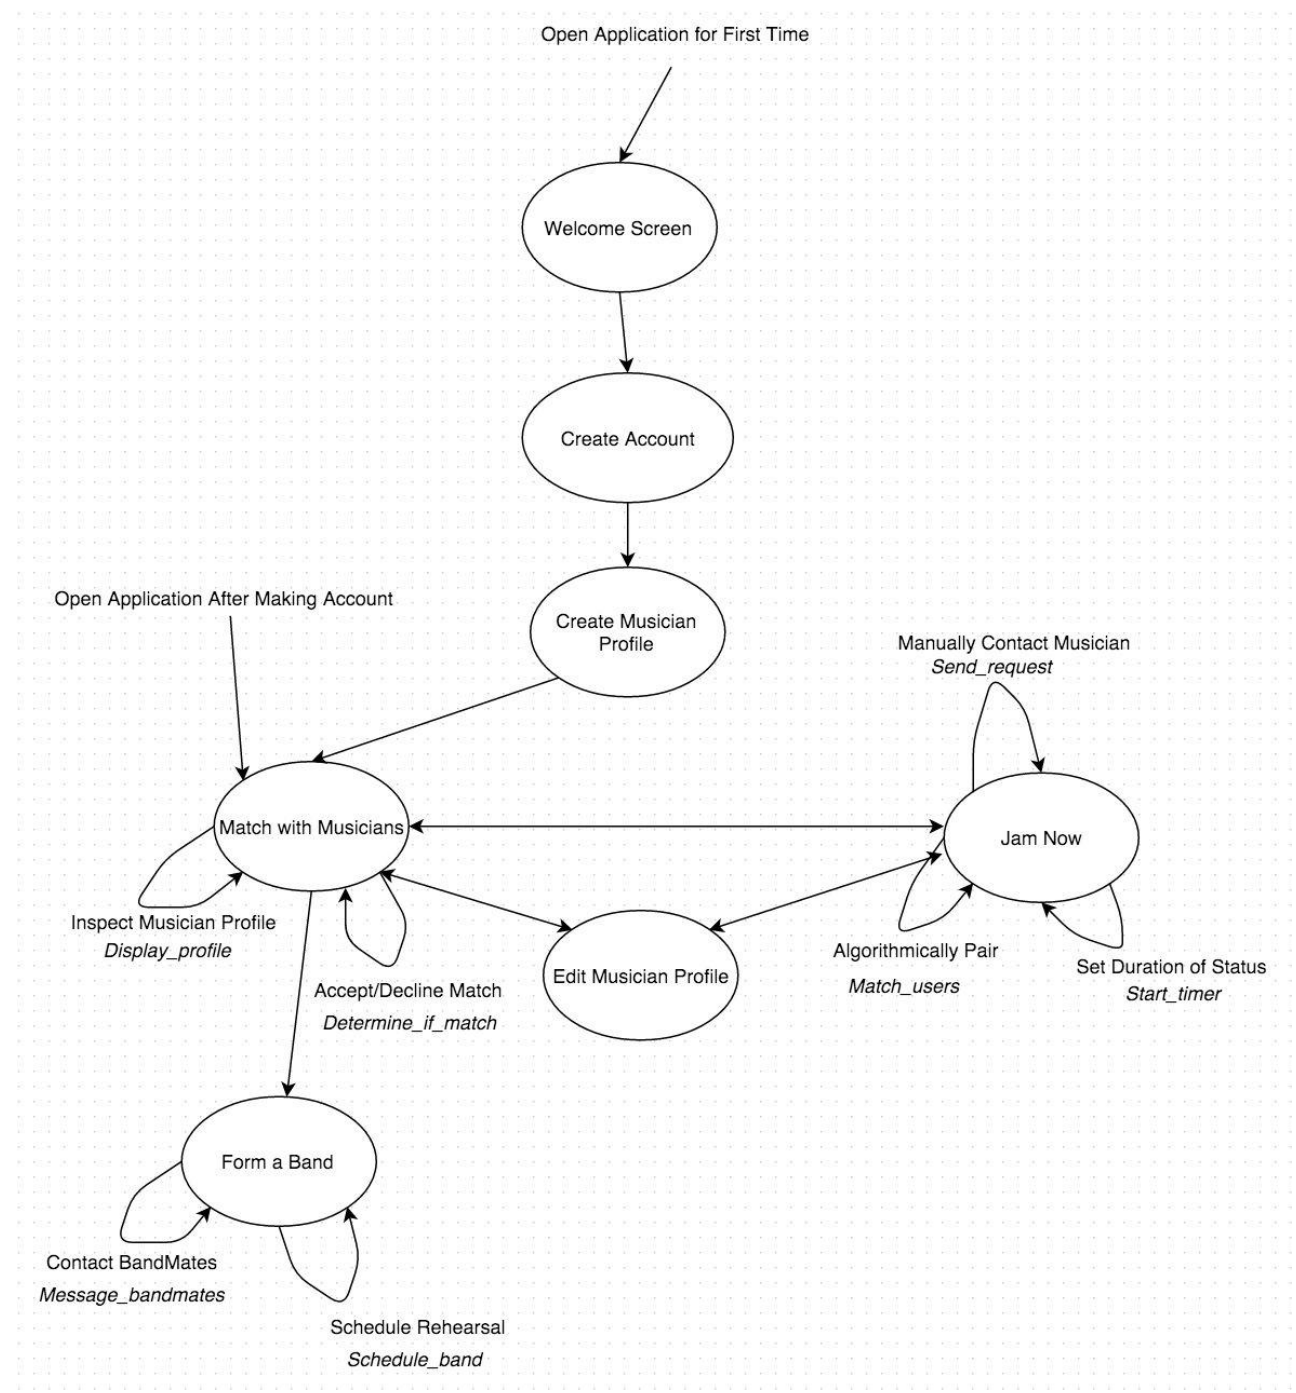 Open Application for First Time
Welcome Screen
Create Account
Open Application After Making Account
Create Musician
Profile
Manually Contact Musician
Send_request
Match with Musicians
Jam Now
Inspect Musician Profile
Display_profile
Accept/Decline Match
Determine_if_match
Edit Musician Profile
Algorithmically Pair
Match_users
Set Duration of Status
Start_timer
Form a Band
Contact BandMates
Message_bandmates
Schedule Rehearsal
Schedule_band